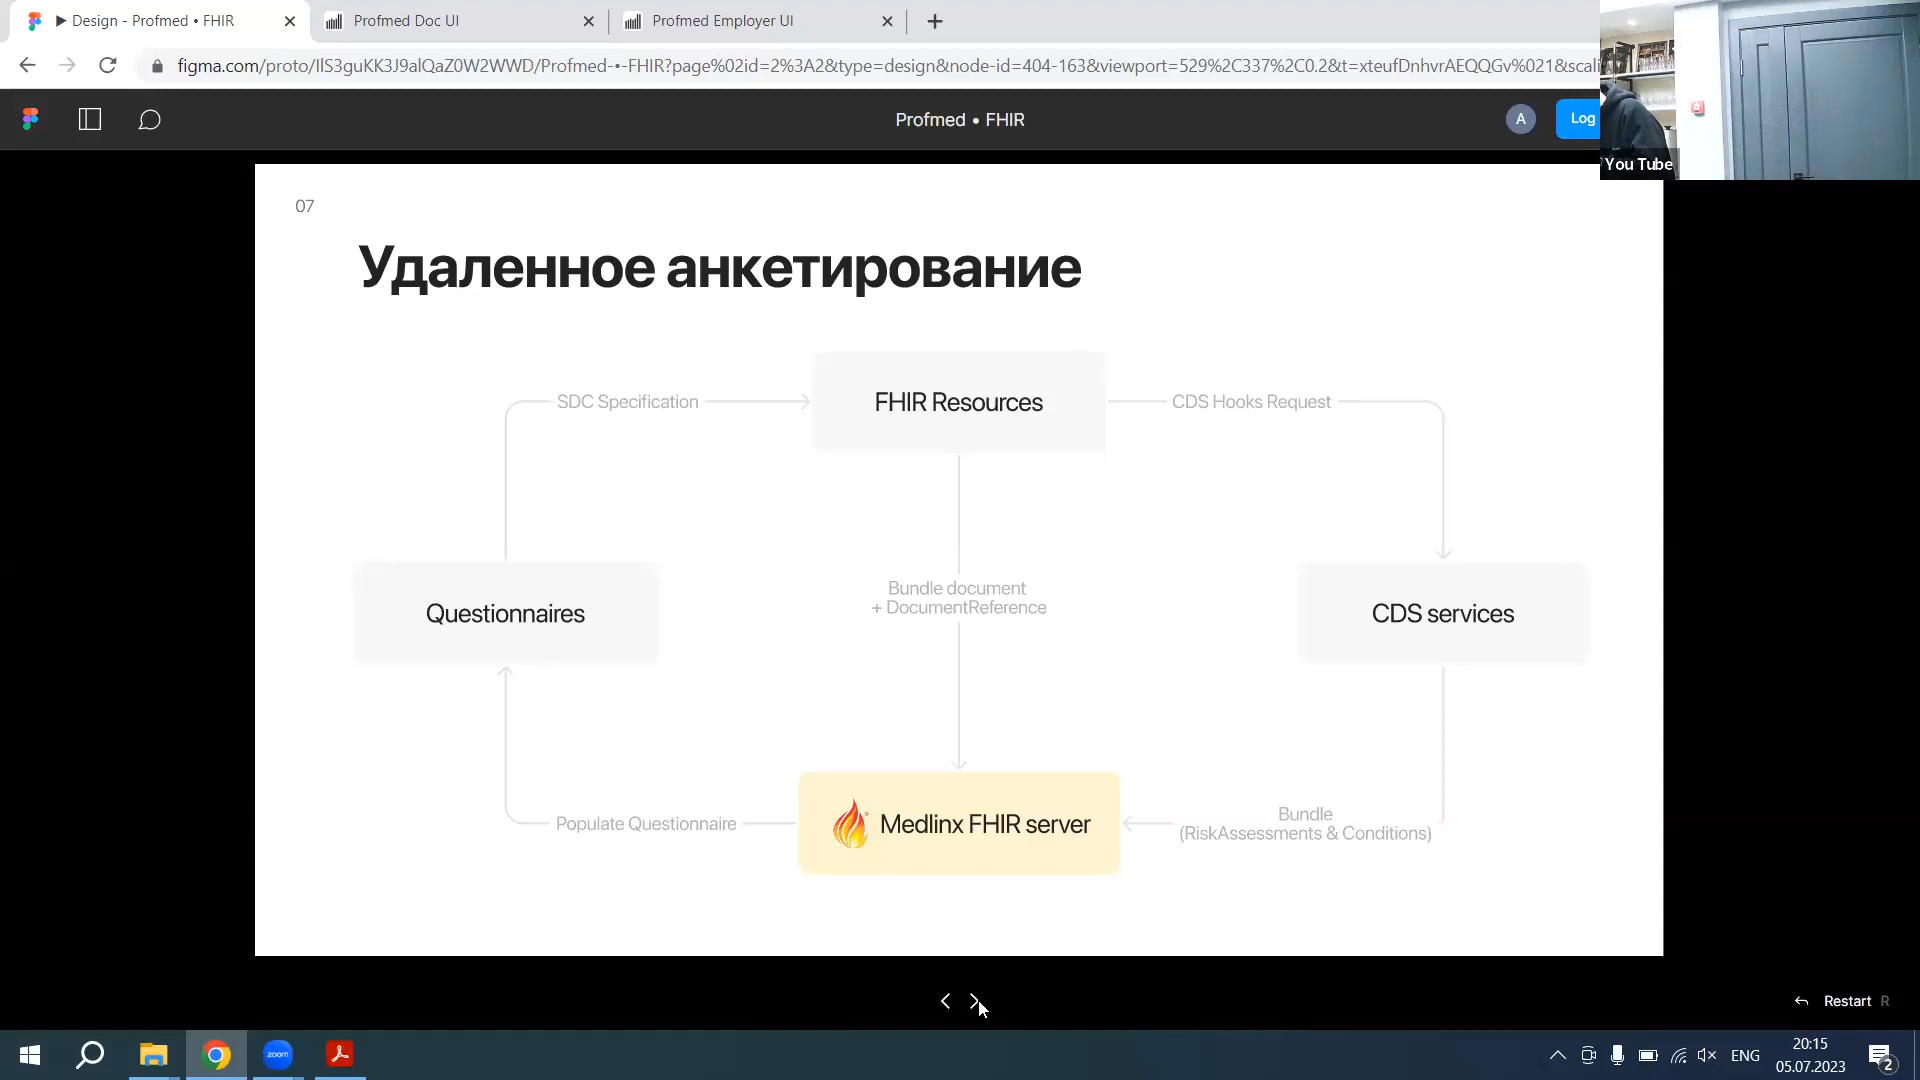 Design - Profmed • FHIR
Profmed Doc UI
Profmed Employer UI
figma.com/proto/IlS3guKK3J9alQaZ0W2WWD/Profmed-•-FHIR?page%02id=2%3A2&type=design&node-id=404-163&viewport=529%2C337%2C0.2&t=xteufDnhvrAEQQGv%021&scali
Profmed • FHIR
A
Log
You Tube
07
Удаленное анкетирование
SDC Specification
FHIR Resources
CDS Hooks Request
Bundle document
+ DocumentReference
Questionnaires
CDS services
Populate Questionnaire
Medlinx FHIR server
Bundle
(RiskAssessments & Conditions)
Restart R
zoom
ENG
20:15
05.07.2023
2